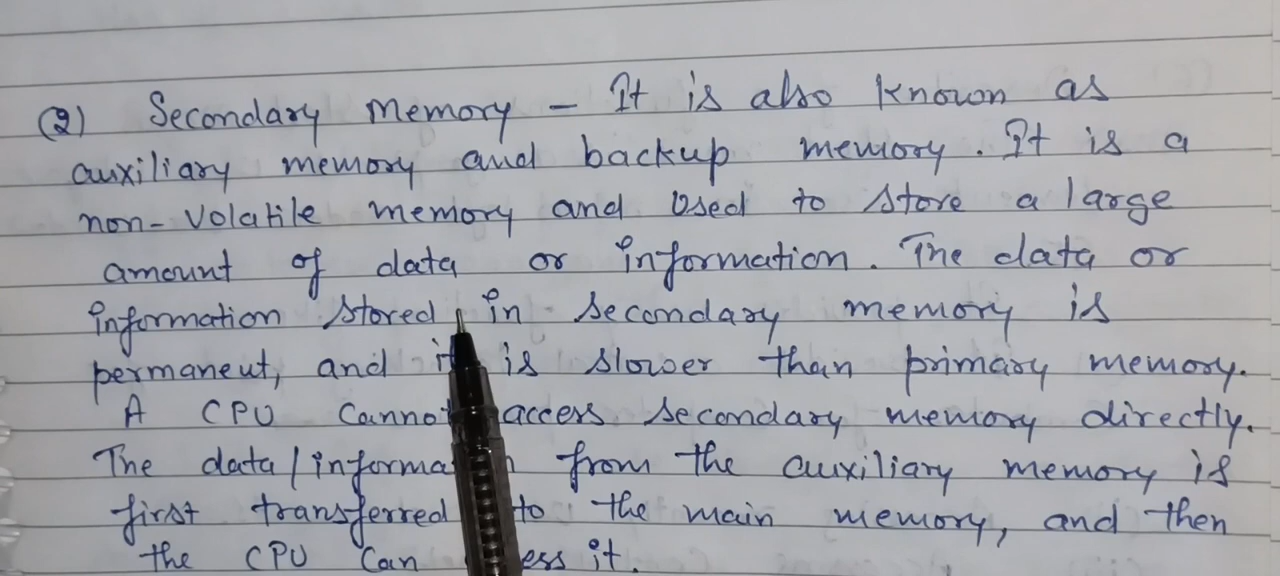 (2) Secondary Memory - It is also known as
auxiliary memory and backup memory. It is a
non-volatile memory and used to store a large
amount of data or information. The data or
information stored in secondary memory is
permanent, and it is slower than primary memory.
A CPU cannot access secondary memory directly.
The data/ from the auxiliary memory is
first transferred to the main memory, and then
the CPU can it.